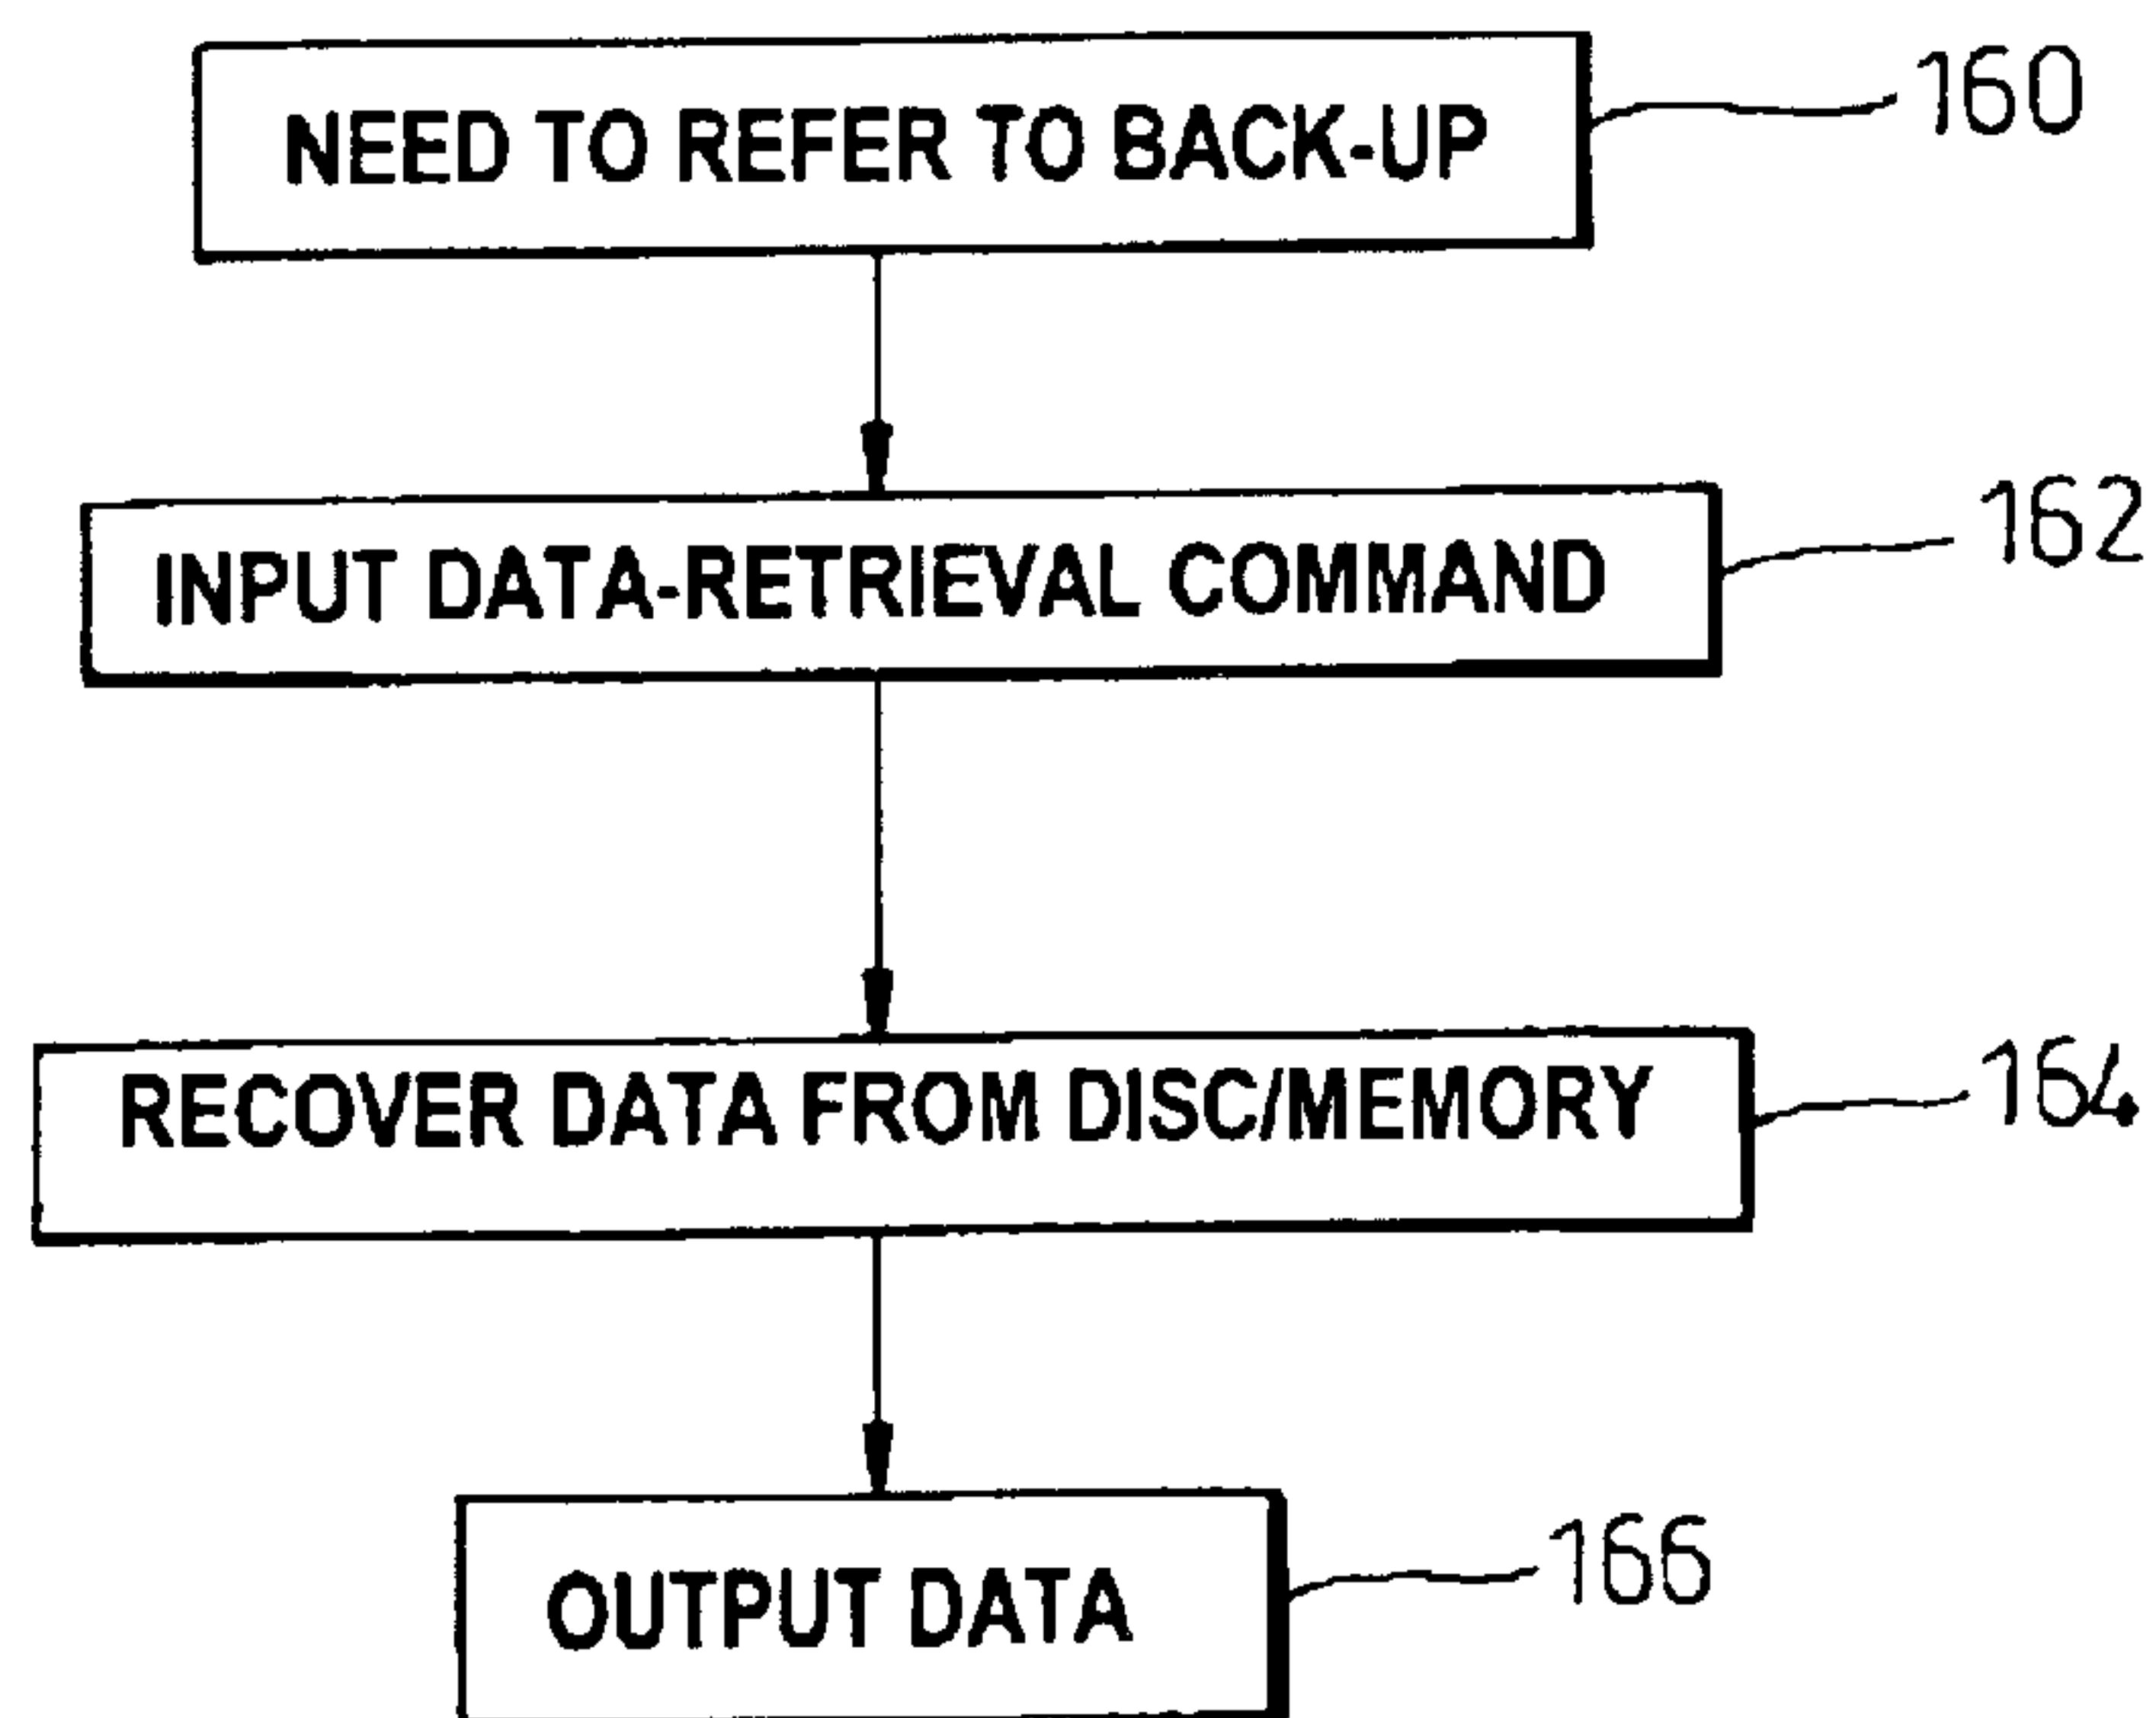 NEED TO REFER TO BACK-UP
160
INPUT DATA-RETRIEVAL COMMAND
162
RECOVER DATA FROM DISC/MEMORY
164
OUTPUT DATA
166